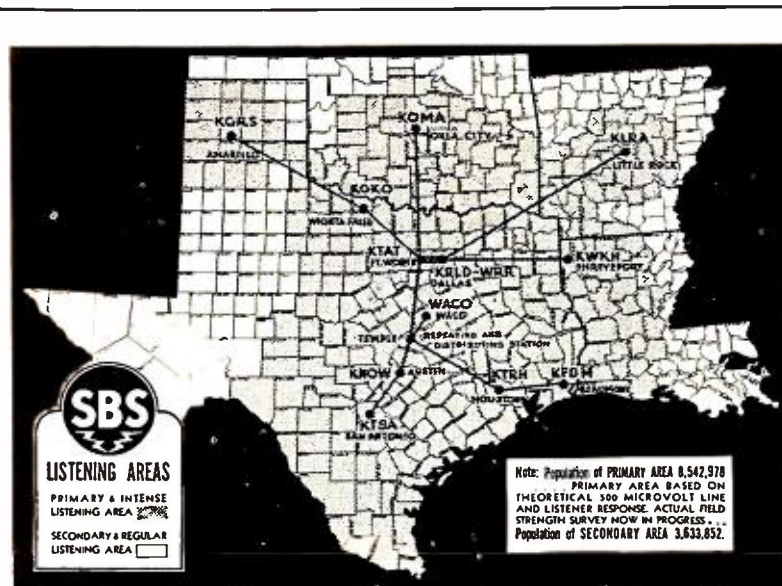 KGRS
AMARILLO
KOMA
OKLA. CITY
KLRA
LITTLE ROCK
WICHITA FALLS
KTAT
FT. WORTH
KRLD-WRR
DALLAS
KWKH
SHREVEPORT
WACO
WACO
TEMPLE
REPEATING AND
DISTRIBUTING STATION
KNOW
AUSTIN
KTRH
HOUSTON
KFDM
BEAUMONT
KTSA
SAN ANTONIO
SBS
LISTENING AREAS
PRIMARY & INTENSE
LISTENING AREA
SECONDARY & REGULAR
LISTENING AREA
Note: Population of PRIMARY AREA 8,542,978
PRIMARY AREA BASED ON
THEORETICAL 500 MICROVOLT LINE
AND LISTENER RESPONSE. ACTUAL FIELD
STRENGTH SURVEY NOW IN PROGRESS...
Population of SECONDARY AREA 3,633,852.